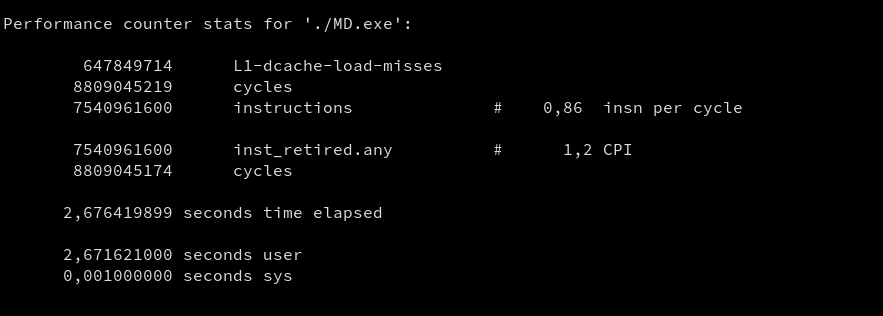 Performance counter stats for './MD.exe':
647849714 L1-dcache-load-misses
8809045219 cycles
7540961600 instructions # 0,86 insn per cycle
7540961600 inst_retired.any # 1,2 CPI
8809045174 cycles
2,676419899 seconds time elapsed
2,671621000 seconds user
0,001000000 seconds sys